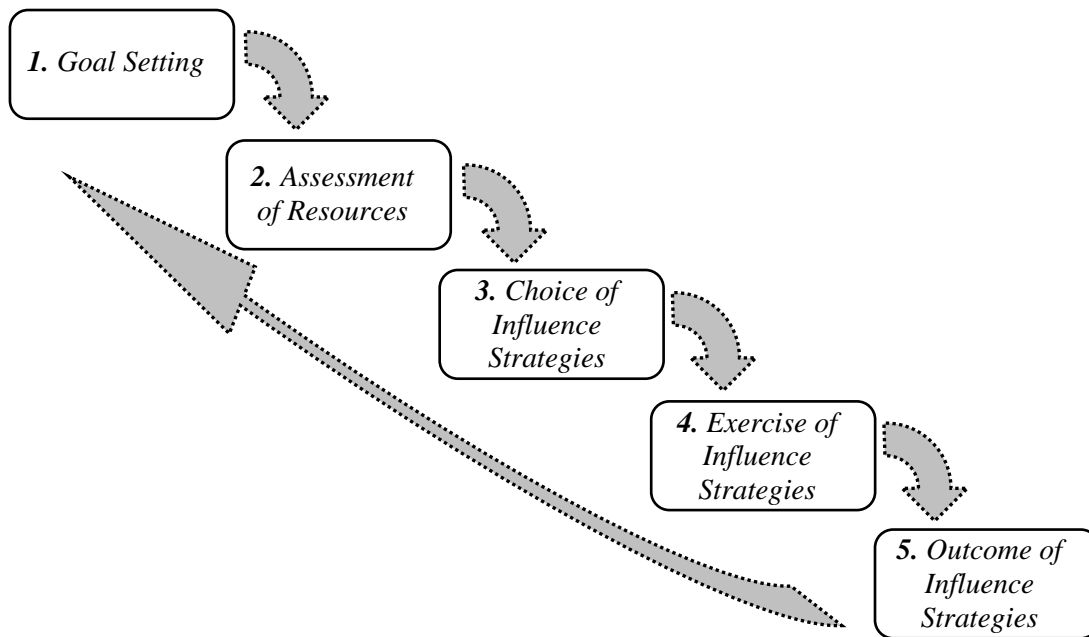 1. Goal Setting
2. Assessment
of Resources
3. Choice of
Influence
Strategies
4. Exercise of
Influence
Strategies
5. Outcome of
Influence
Strategies